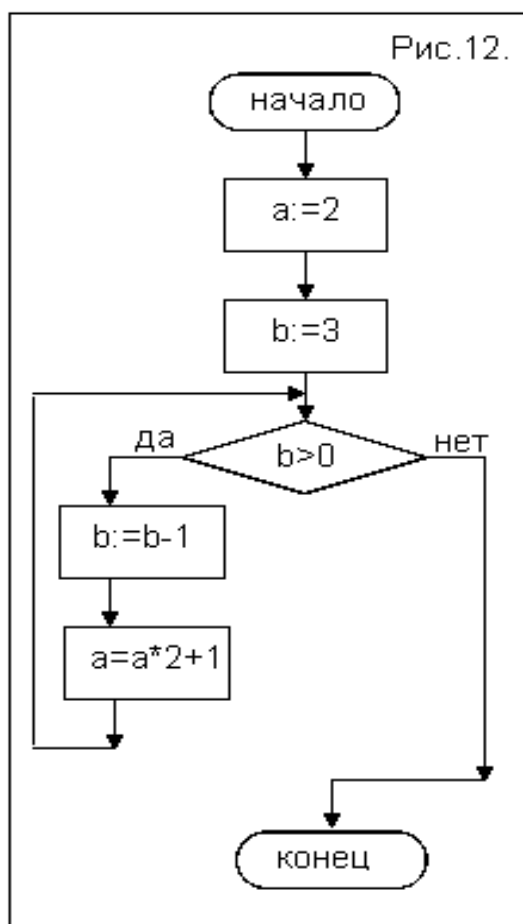 Рис.12.
начало
a:=2
b:=3
да
нет
b>0
b:=b-1
a=a*2+1
конец